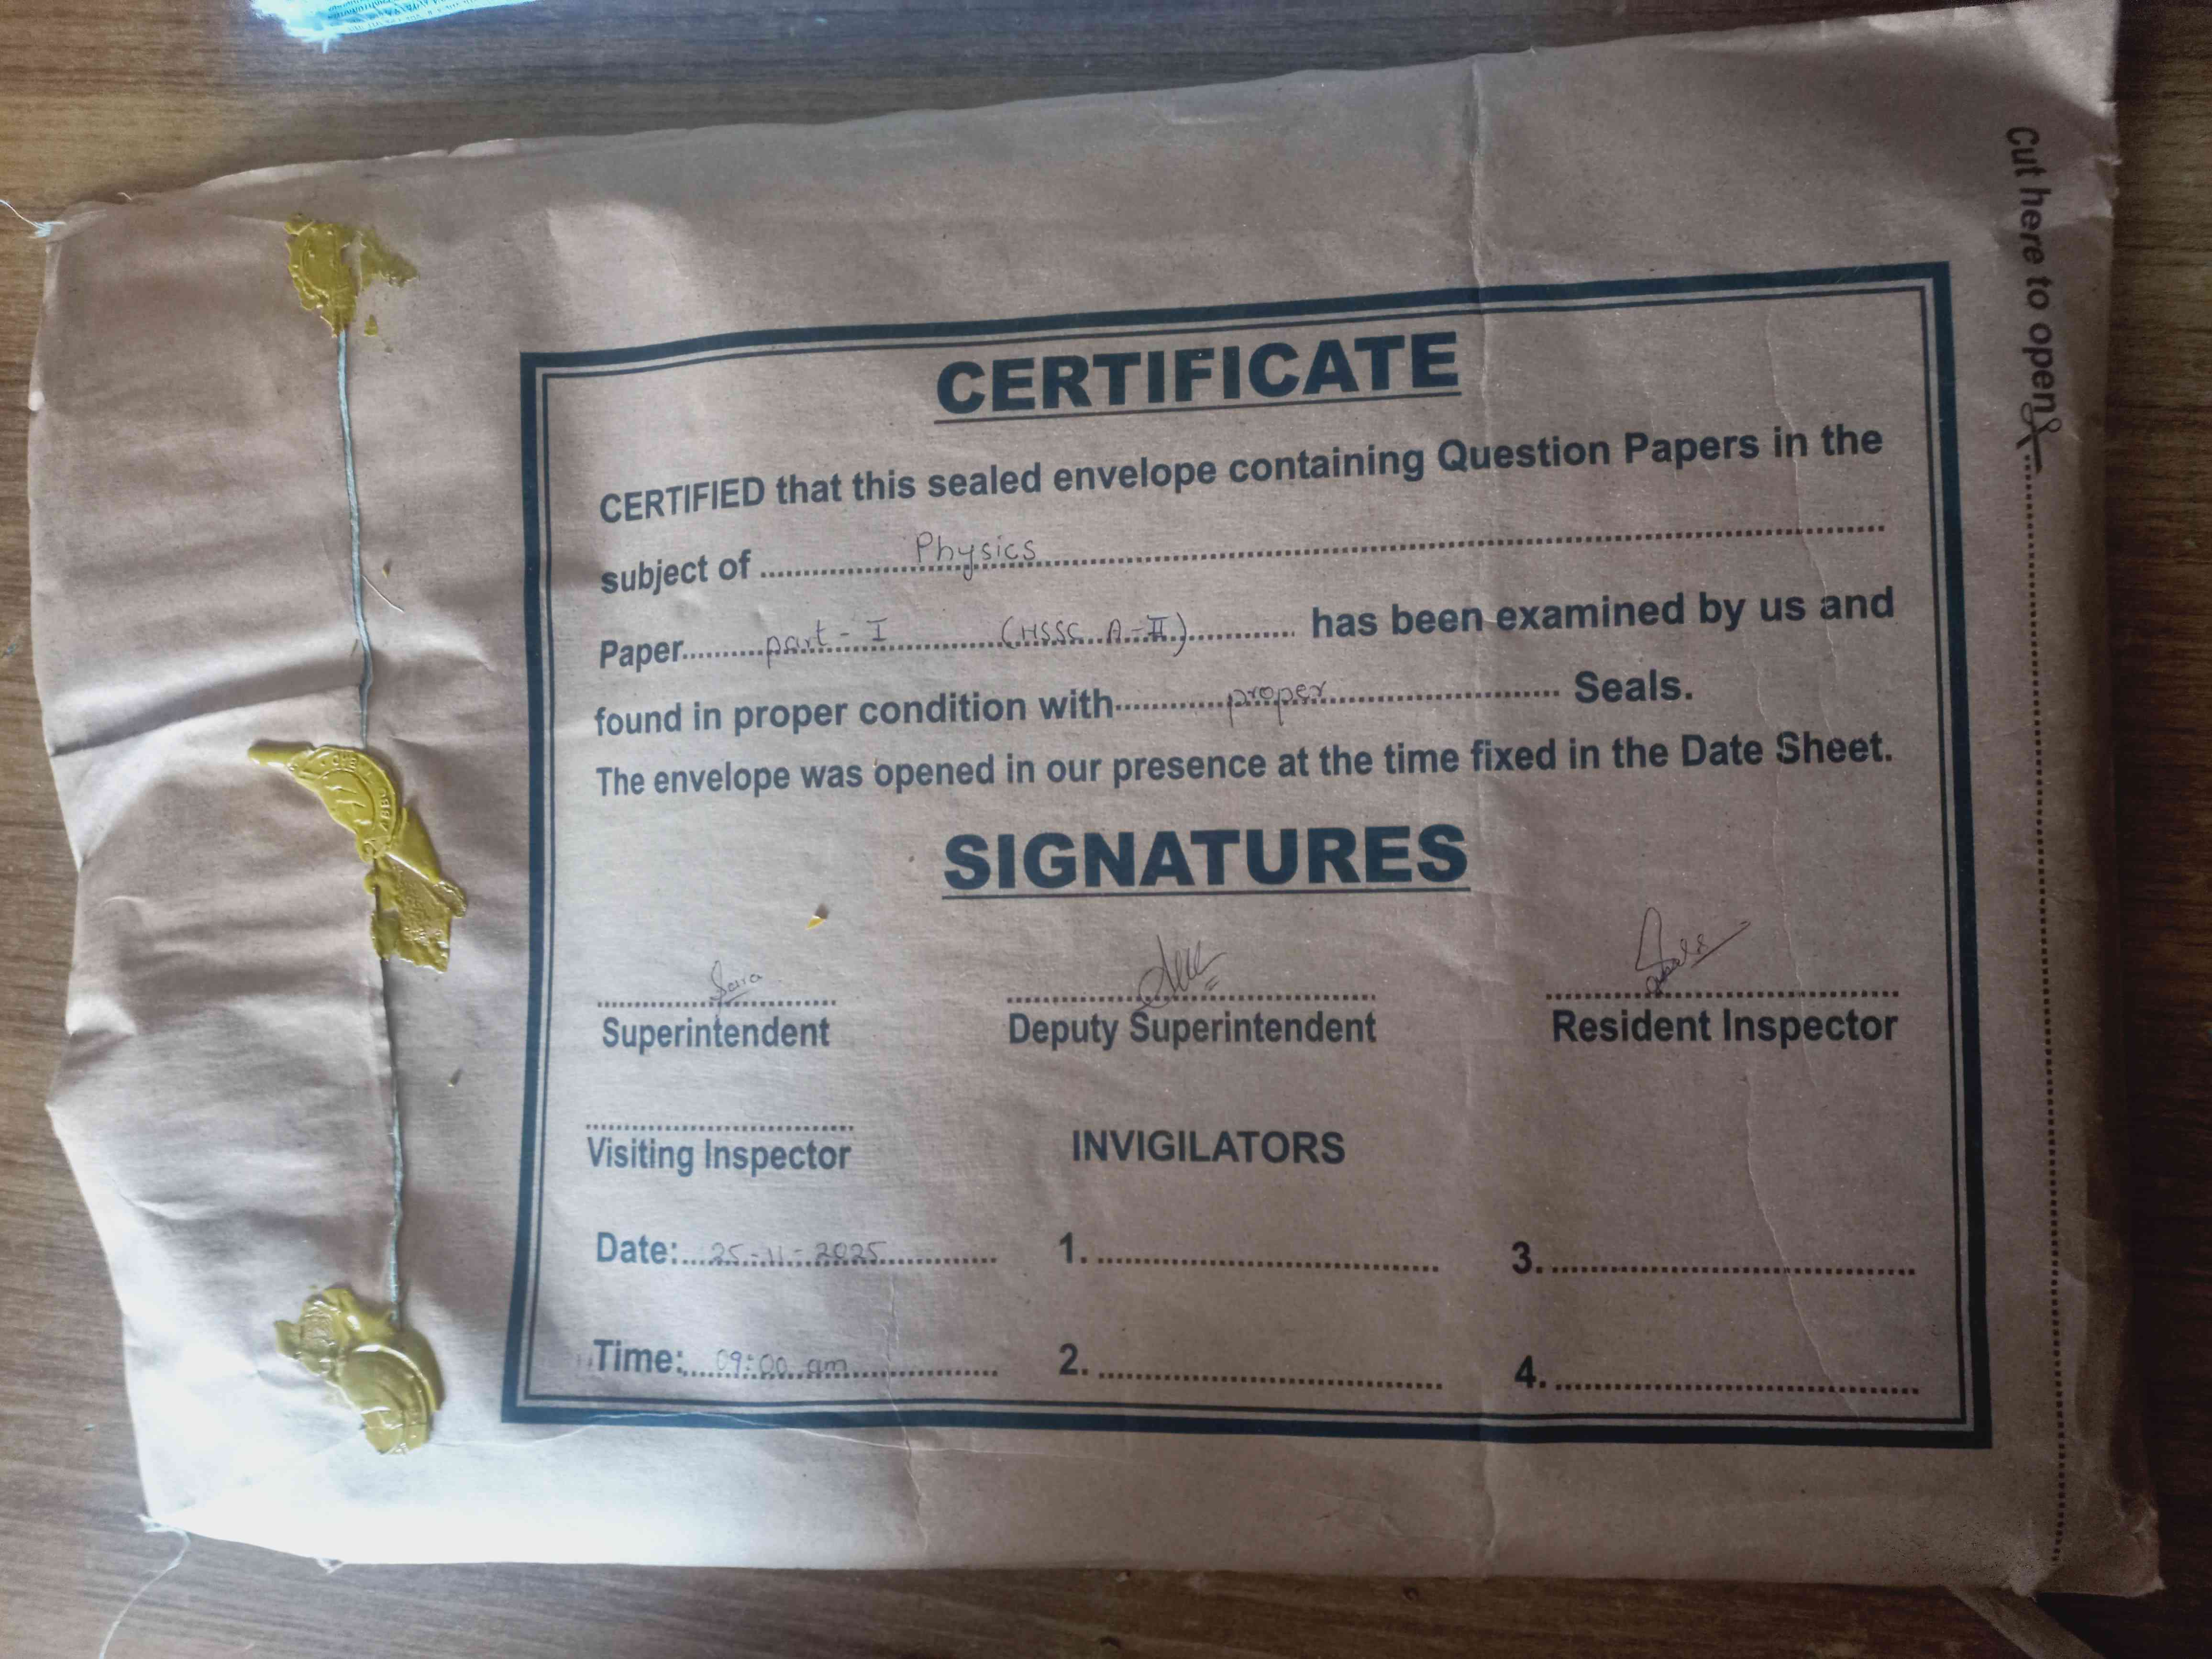 Cut here to open
CERTIFICATE
CERTIFIED that this sealed envelope containing Question Papers in the
subject of Physics
Paper part - I (HSSC A-II) has been examined by us and
found in proper condition with proper Seals.
The envelope was opened in our presence at the time fixed in the Date Sheet.
SIGNATURES
Sara
Superintendent Deputy Superintendent Resident Inspector
Visiting Inspector INVIGILATORS
Date: 25-11-2025 1. 3.
Time: 09:00 am 2. 4.